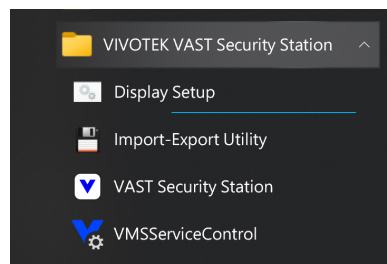 VIVOTEK VAST Security Station
Display Setup
Import-Export Utility
VAST Security Station
VMSServiceControl